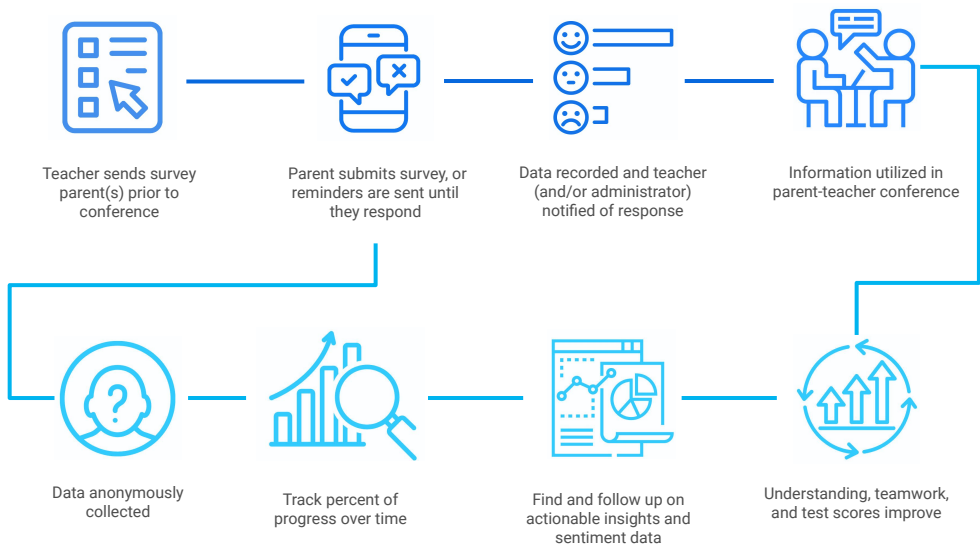 Teacher sends survey
parent(s) prior to
conference
Parent submits survey, or
reminders are sent until
they respond
Data recorded and teacher
(and/or administrator)
notified of response
Information utilized in
parent-teacher conference
Data anonymously
collected
Track percent of
progress over time
Find and follow up on
actionable insights and
sentiment data
Understanding, teamwork,
and test scores improve